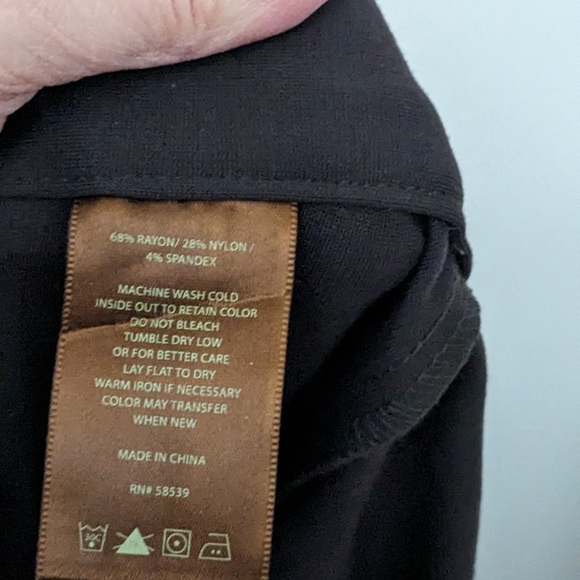 68% RAYON/ 28% NYLON /
4% SPANDEX
MACHINE WASH COLD
INSIDE OUT TO RETAIN COLOR
DO NOT BLEACH
TUMBLE DRY LOW
OR FOR BETTER CARE
LAY FLAT TO DRY
WARM IRON IF NECESSARY
COLOR MAY TRANSFER
WHEN NEW
MADE IN CHINA
RN# 58539